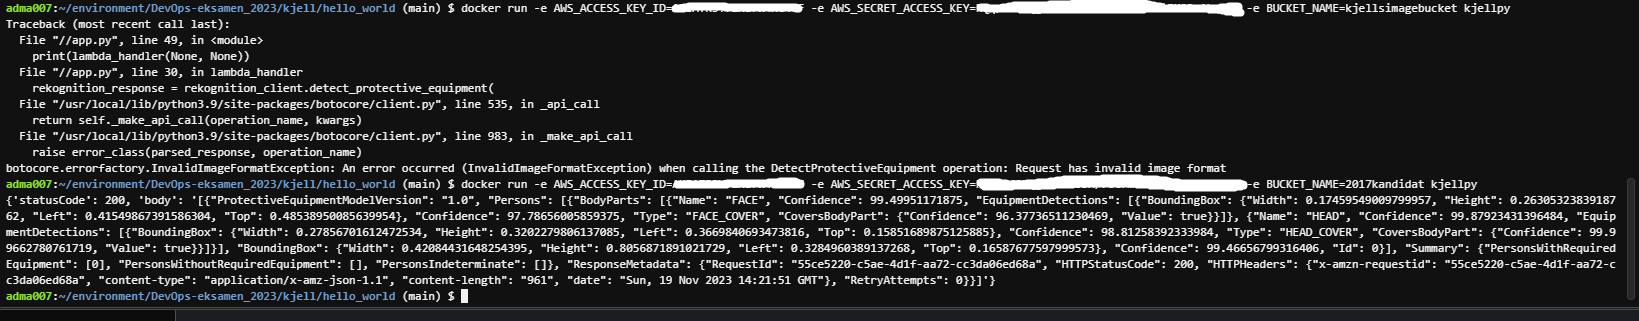 adma007:~/environment/DevOps-eksamen_2023/kjell/hello_world (main) $ docker run -e AWS_ACCESS_KEY_ID= -e AWS_SECRET_ACCESS_KEY= -e BUCKET_NAME=kjellsimagebucket kjellpy
Traceback (most recent call last):
  File "//app.py", line 49, in <module>
    print(lambda_handler(None, None))
  File "//app.py", line 30, in lambda_handler
    rekognition_response = rekognition_client.detect_protective_equipment(
  File "/usr/local/lib/python3.9/site-packages/botocore/client.py", line 535, in _api_call
    return self._make_api_call(operation_name, kwargs)
  File "/usr/local/lib/python3.9/site-packages/botocore/client.py", line 983, in _make_api_call
    raise error_class(parsed_response, operation_name)
botocore.errorfactory.InvalidImageFormatException: An error occurred (InvalidImageFormatException) when calling the DetectProtectiveEquipment operation: Request has invalid image format
adma007:~/environment/DevOps-eksamen_2023/kjell/hello_world (main) $ docker run -e AWS_ACCESS_KEY_ID= -e AWS_SECRET_ACCESS_KEY= -e BUCKET_NAME=2017kandidat kjellpy
{'statusCode': 200, 'body': '[{"ProtectiveEquipmentModelVersion": "1.0", "Persons": [{"BodyParts": [{"Name": "FACE", "Confidence": 99.49951171875, "EquipmentDetections": [{"BoundingBox": {"Width": 0.17459549009799957, "Height": 0.26305323839187
62, "Left": 0.41549867391586304, "Top": 0.48538950085639954}, "Confidence": 97.78656005859375, "Type": "FACE_COVER", "CoversBodyPart": {"Confidence": 96.37736511230469, "Value": true}}]}, {"Name": "HEAD", "Confidence": 99.87923431396484, "Equip
mentDetections": [{"BoundingBox": {"Width": 0.27856701612472534, "Height": 0.3202279806137085, "Left": 0.3669840693473816, "Top": 0.15851689875125885}, "Confidence": 98.81258392333984, "Type": "HEAD_COVER", "CoversBodyPart": {"Confidence": 99.9
9662780761719, "Value": true}}]}], "BoundingBox": {"Width": 0.42084431648254395, "Height": 0.8056871891021729, "Left": 0.3284960389137268, "Top": 0.16587677597999573}, "Confidence": 99.46656799316406, "Id": 0}], "Summary": {"PersonsWithRequired
Equipment": [0], "PersonsWithoutRequiredEquipment": [], "PersonsIndeterminate": []}, "ResponseMetadata": {"RequestId": "55ce5220-c5ae-4d1f-aa72-cc3da06ed68a", "HTTPStatusCode": 200, "HTTPHeaders": {"x-amzn-requestid": "55ce5220-c5ae-4d1f-aa72-c
c3da06ed68a", "content-type": "application/x-amz-json-1.1", "content-length": "961", "date": "Sun, 19 Nov 2023 14:21:51 GMT"}, "RetryAttempts": 0}}]'}
adma007:~/environment/DevOps-eksamen_2023/kjell/hello_world (main) $